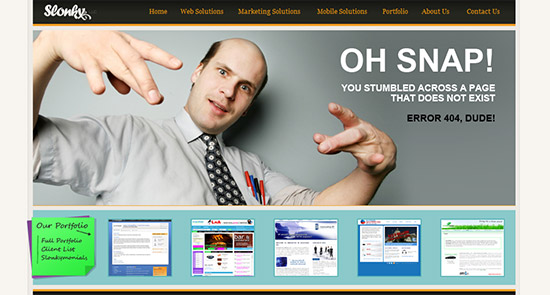 Slonky
Home Web Solutions Marketing Solutions Mobile Solutions Portfolio About Us Contact Us
OH SNAP!
YOU STUMBLED ACROSS A PAGE
THAT DOES NOT EXIST
ERROR 404, DUDE!
Our Portfolio
Full Portfolio
Client List
Slonkymonials